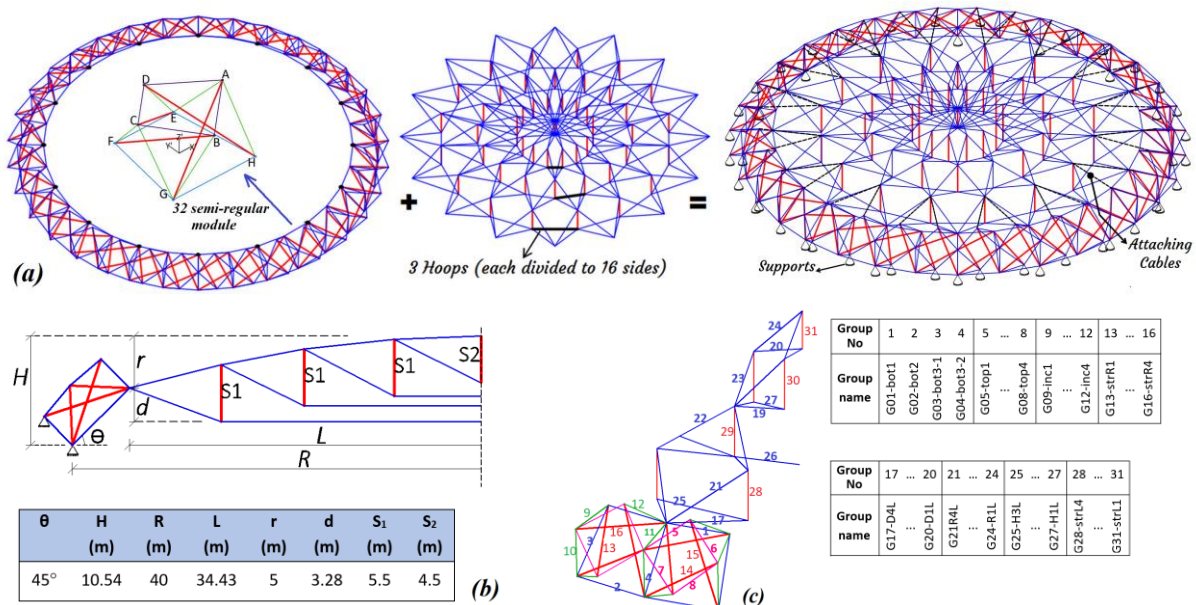 D
A
C
E
F
B
Z
Y
X
H
G
32 semi-regular
module
(a)
+
3 Hoops (each divided to 16 sides)
=
Supports
Attaching
Cables
H
r
d
θ
S1
S1
S1
S2
L
R
θ H R L r d S1 S2
(m) (m) (m) (m) (m) (m) (m)
45° 10.54 40 34.43 5 3.28 5.5 4.5
(b)
24
31
20
23
30
27
19
22
29
26
21
28
25
17
12
9
16
11
5
1
3
13
15
6
10
7
14
4
8
2
(c)
Group No 1 2 3 4 5 ... 8 9 ... 12 13 ... 16
Group name G01-bot1 G02-bot2 G03-bot3-1 G04-bot3-2 G05-top1 ... G08-top4 G09-inc1 ... G12-inc4 G13-strR1 ... G16-strR4
Group No 17 ... 20 21 ... 24 25 ... 27 28 ... 31
Group name G17-D4L ... G20-D1L G21R4L ... G24-R1L G25-H3L ... G27-H1L G28-strL4 ... G31-strL1